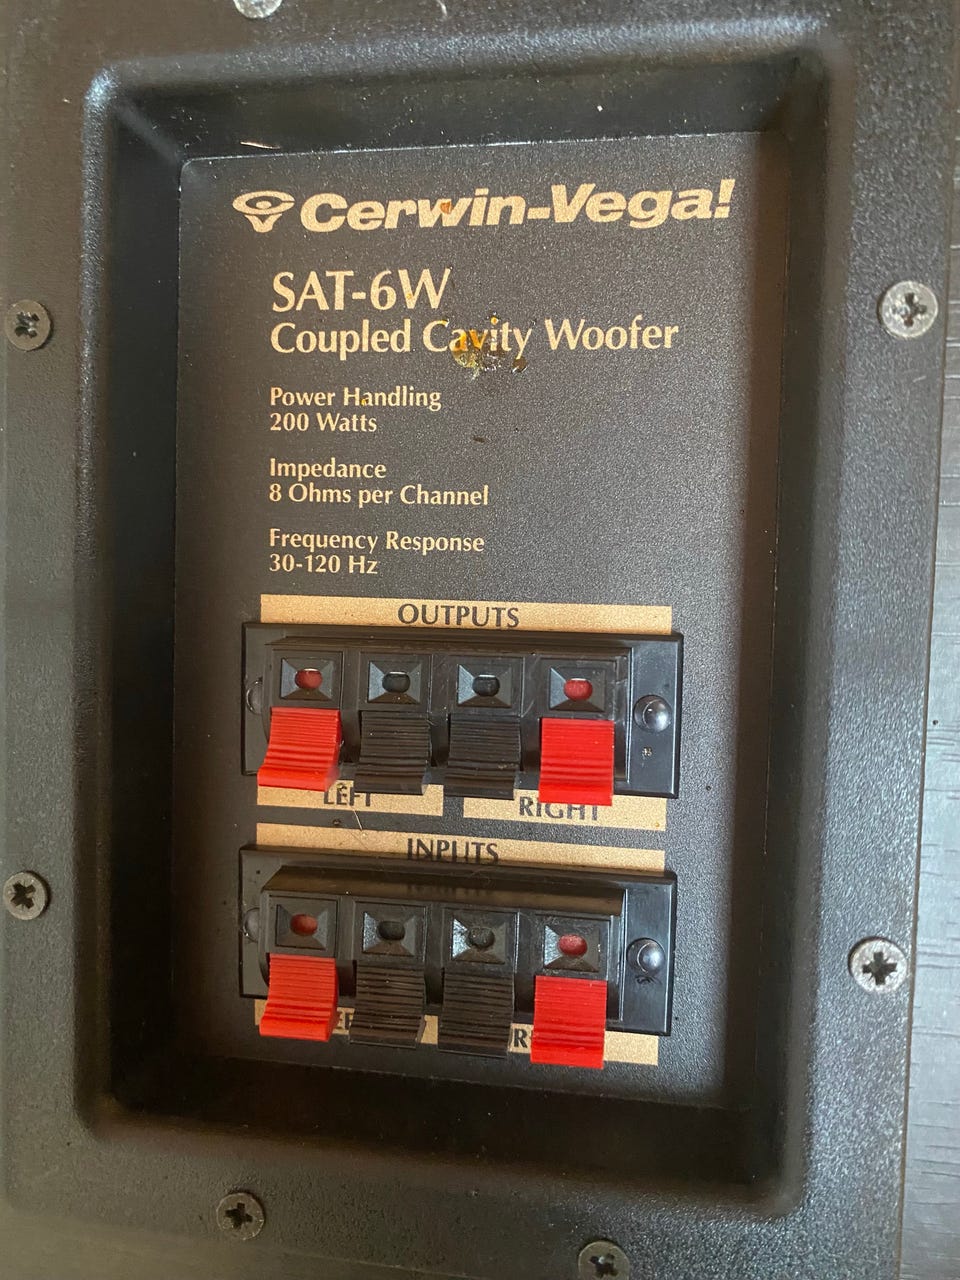 Cerwin-Vega!
SAT-6W
Coupled Cavity Woofer
Power Handling
200 Watts
Impedance
8 Ohms per Channel
Frequency Response
30-120 Hz
OUTPUTS
LEFT RIGHT
INPUTS